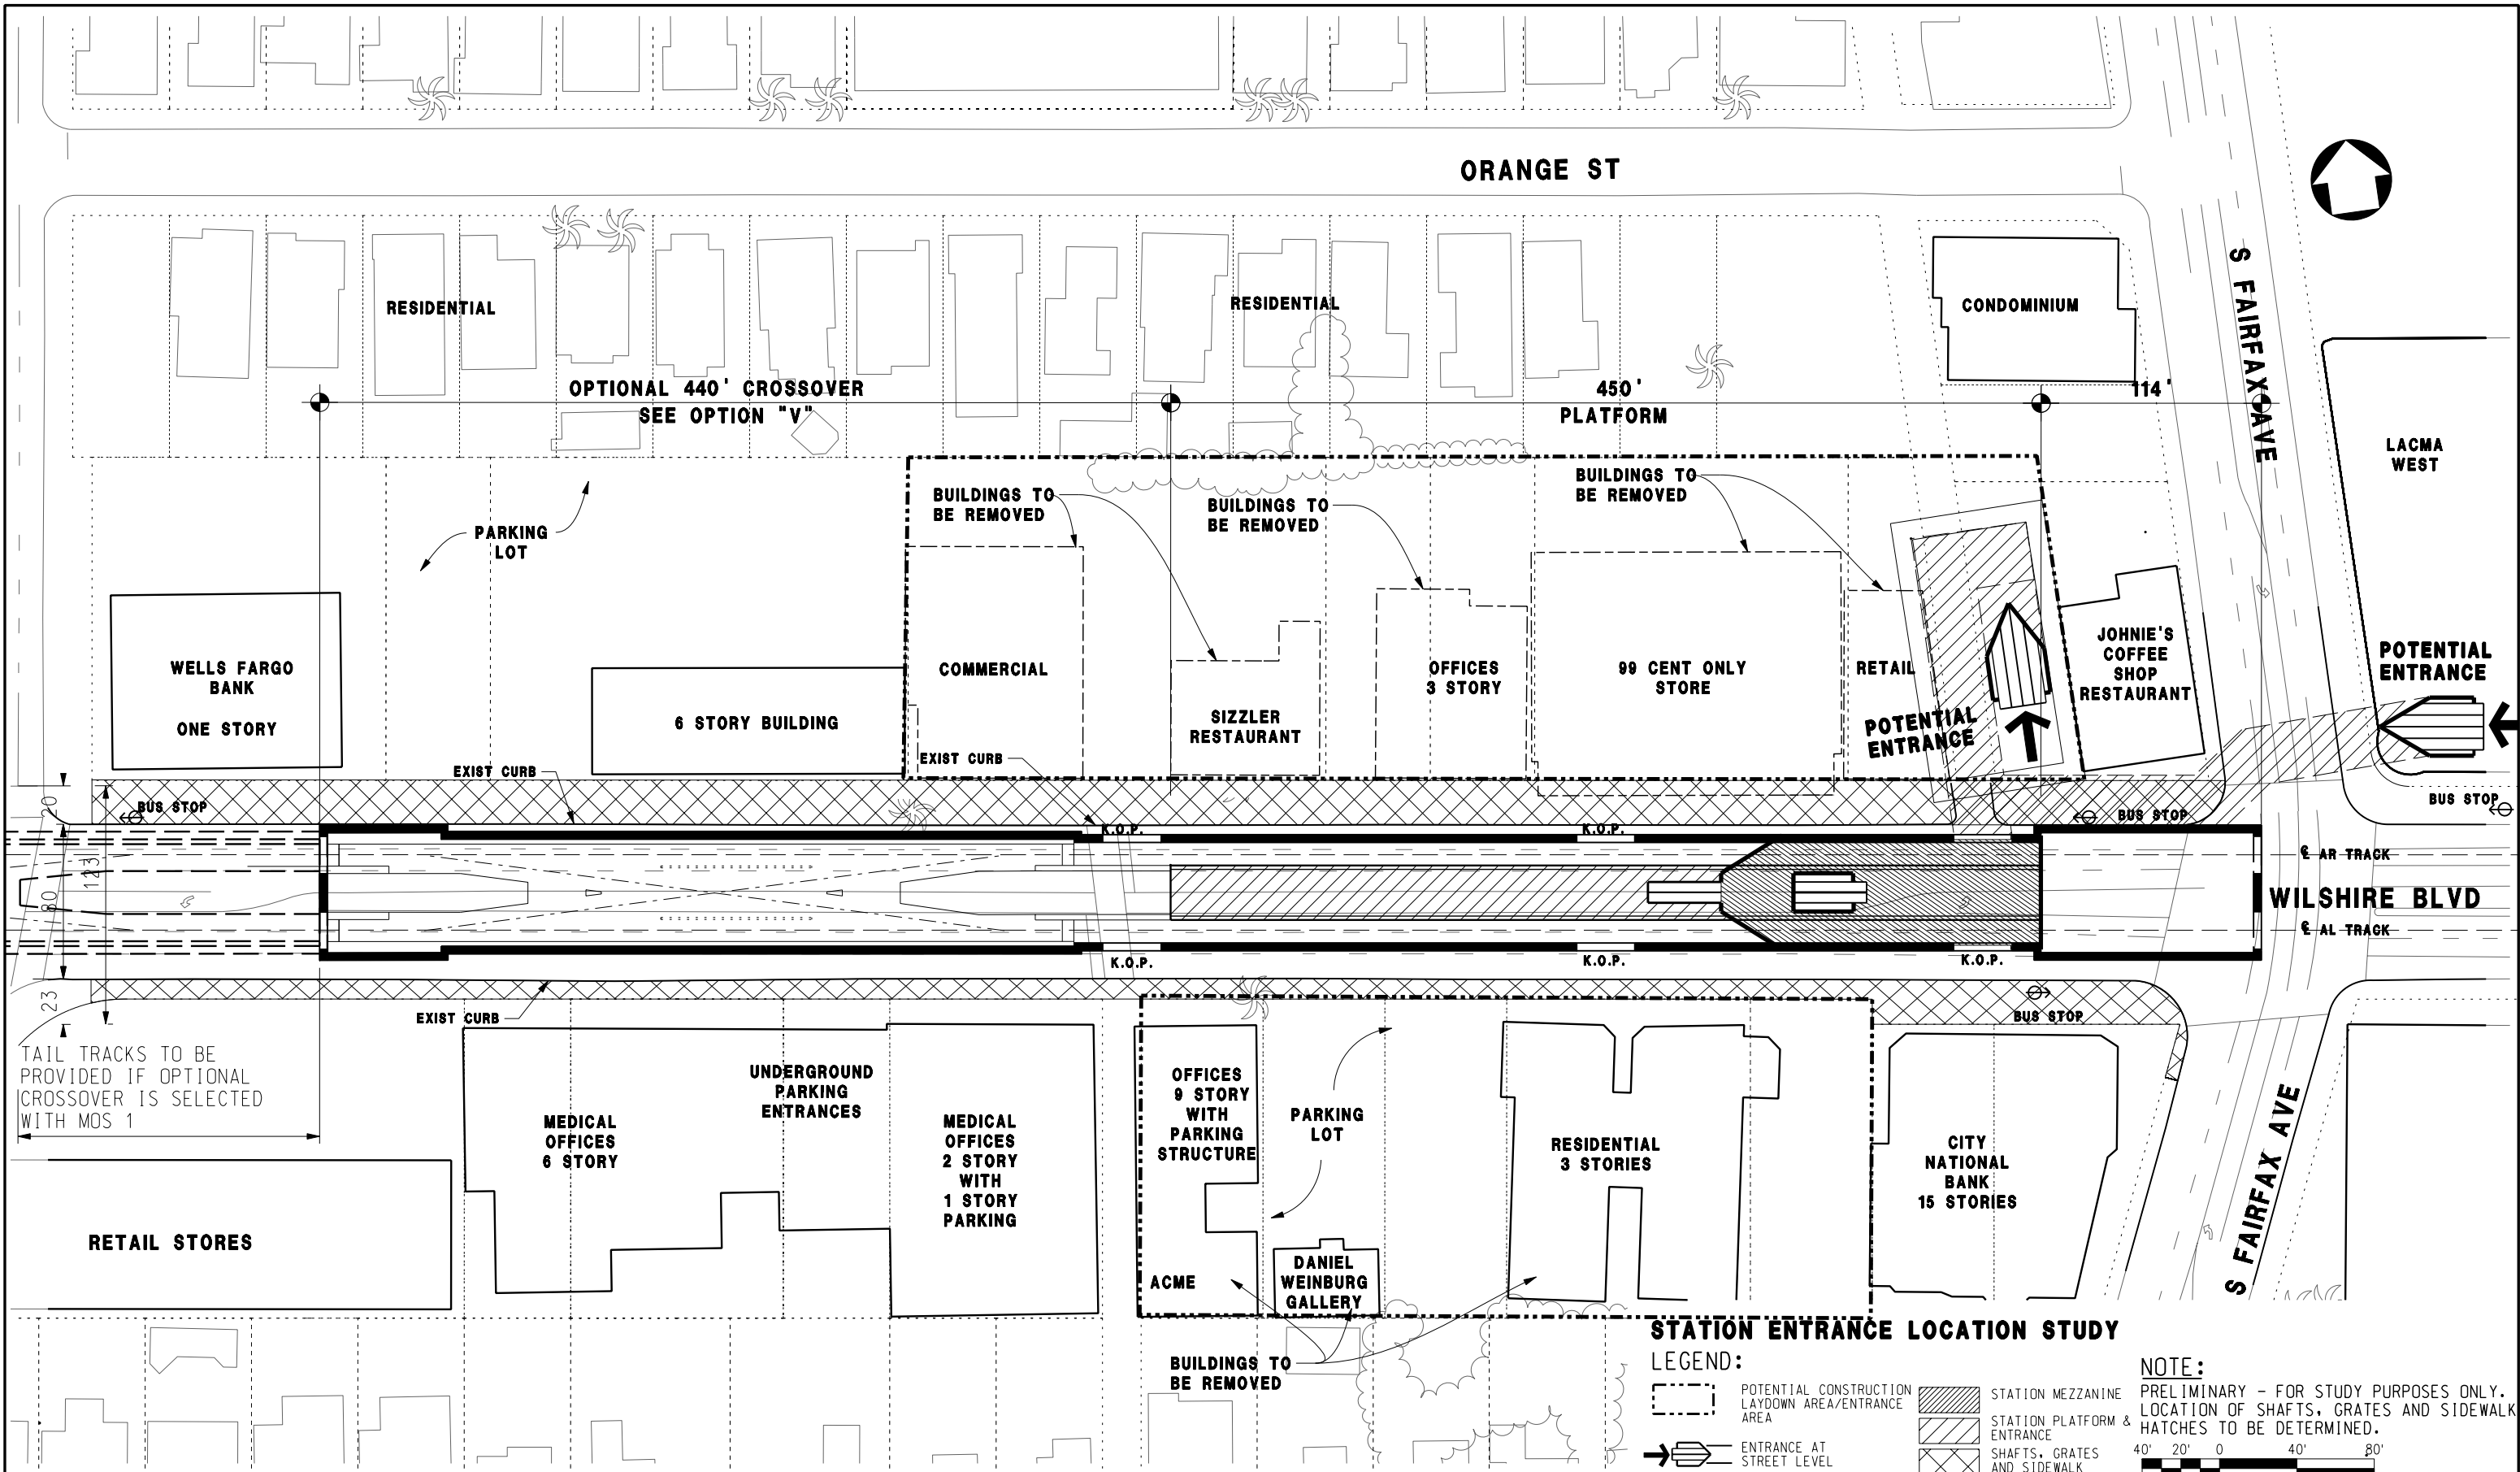 ORANGE ST
S FAIRFAX AVE
CONDOMINIUM
RESIDENTIAL
RESIDENTIAL
OPTIONAL 440' CROSSOVER
SEE OPTION "V"
450'
PLATFORM
114'
LACMA
WEST
BUILDINGS TO
BE REMOVED
BUILDINGS TO
BE REMOVED
BUILDINGS TO
BE REMOVED
PARKING
LOT
WELLS FARGO
BANK
ONE STORY
6 STORY BUILDING
COMMERCIAL
SIZZLER
RESTAURANT
OFFICES
3 STORY
99 CENT ONLY
STORE
RETAIL
POTENTIAL
ENTRANCE
JOHNIE'S
COFFEE
SHOP
RESTAURANT
POTENTIAL
ENTRANCE
EXIST CURB
EXIST CURB
BUS STOP
BUS STOP
BUS STOP
20
80
123
23
K.O.P.
K.O.P.
℄ AR TRACK
WILSHIRE BLVD
℄ AL TRACK
K.O.P.
K.O.P.
K.O.P.
EXIST CURB
BUS STOP
TAIL TRACKS TO BE
PROVIDED IF OPTIONAL
CROSSOVER IS SELECTED
WITH MOS 1
RETAIL STORES
MEDICAL
OFFICES
6 STORY
UNDERGROUND
PARKING
ENTRANCES
MEDICAL
OFFICES
2 STORY
WITH
1 STORY
PARKING
OFFICES
9 STORY
WITH
PARKING
STRUCTURE
ACME
PARKING
LOT
DANIEL
WEINBURG
GALLERY
RESIDENTIAL
3 STORIES
CITY
NATIONAL
BANK
15 STORIES
S FAIRFAX AVE
BUILDINGS TO
BE REMOVED
STATION ENTRANCE LOCATION STUDY
LEGEND:
POTENTIAL CONSTRUCTION
LAYDOWN AREA/ENTRANCE
AREA
ENTRANCE AT
STREET LEVEL
STATION MEZZANINE
STATION PLATFORM &
ENTRANCE
SHAFTS, GRATES
AND SIDEWALK
NOTE:
PRELIMINARY - FOR STUDY PURPOSES ONLY.
LOCATION OF SHAFTS, GRATES AND SIDEWALK
HATCHES TO BE DETERMINED.
40' 20' 0 40' 80'